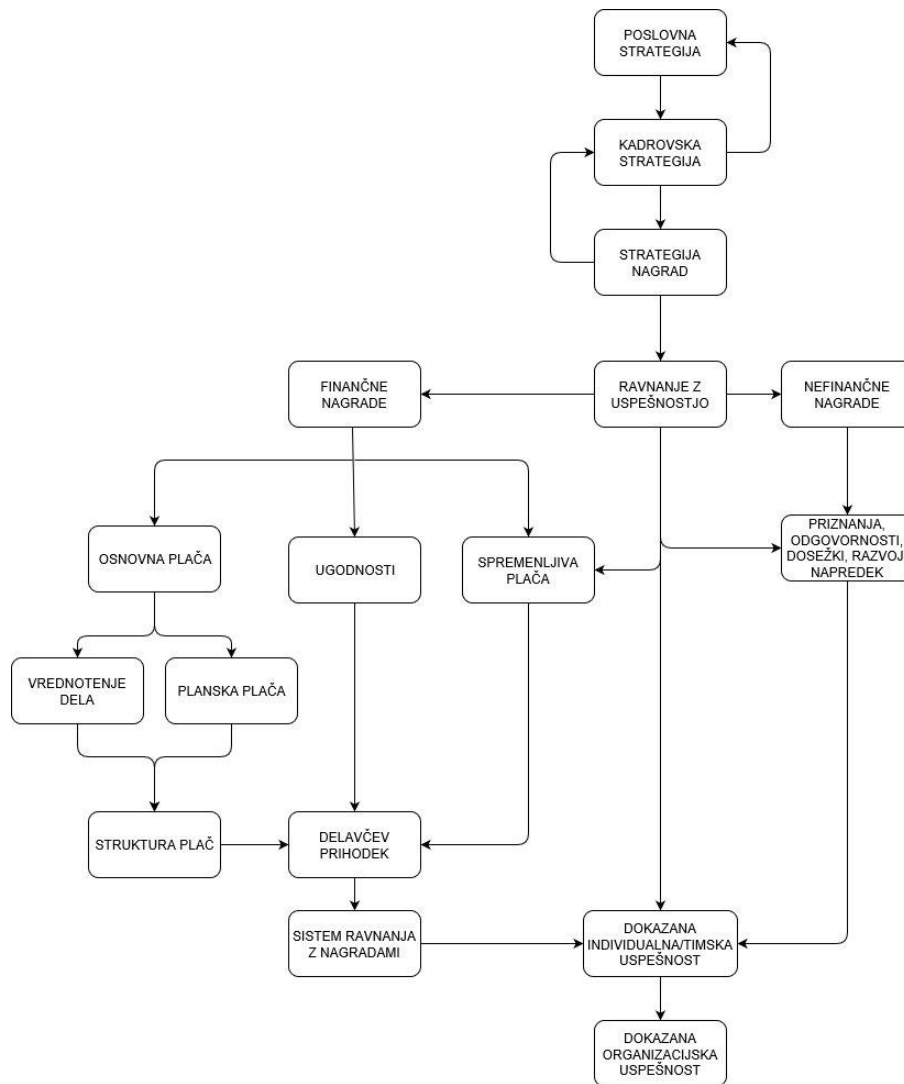 POSLOVNA
STRATEGIJA
KADROVSKA
STRATEGIJA
STRATEGIJA
NAGRAD
FINANČNE
NAGRADE
RAVNANJE Z
USPEŠNOSTJO
NEFINANČNE
NAGRADE
OSNOVNA PLAČA
UGODNOSTI
SPREMENLJIVA
PLAČA
PRIZNANJA,
ODGOVORNOSTI,
DOSEŽKI, RAZVOJ,
NAPREDEK
VREDNOTENJE
DELA
PLANSKA PLAČA
STRUKTURA PLAČ
DELAVČEV
PRIHODEK
SISTEM RAVNANJA
Z NAGRADAMI
DOKAZANA
INDIVIDUALNA/TIMSKA
USPEŠNOST
DOKAZANA
ORGANIZACIJSKA
USPEŠNOST